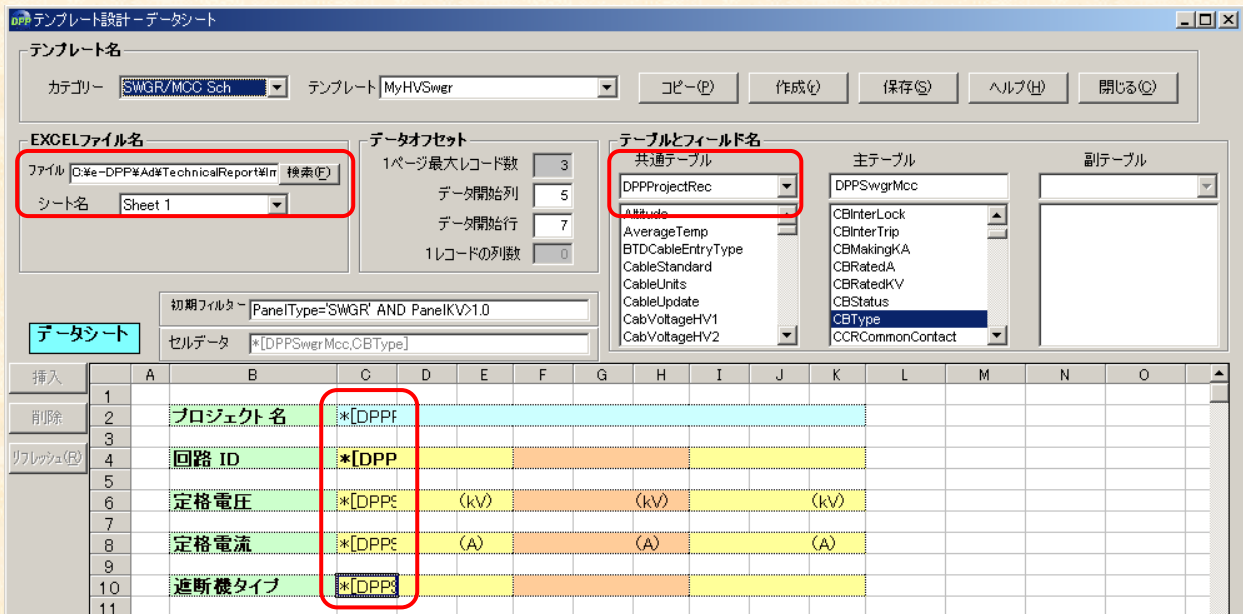 DPP テンプレート設計－データシート
テンプレート名
カテゴリー SWGR/MCC Sch テンプレート MyHVSwgr コピー(P) 作成(I) 保存(S) ヘルプ(H) 閉じる(C)
EXCELファイル名 データオフセット テーブルとフィールド名
ファイル C:¥e-DPP¥Ad¥TechnicalReport¥Im 検索(F)
シート名 Sheet 1
1ページ最大レコード数 3
データ開始列 5
データ開始行 7
1レコードの列数 0
共通テーブル 主テーブル 副テーブル
DPPProjectRec DPPSwgrMcc
Altitude CBInterLock
AverageTemp CBInterTrip
BTDCableEntryType CBMakingKA
CableStandard CBRatedA
CableUnits CBRatedKV
CableUpdate CBStatus
CabVoltageHV1 CBType
CabVoltageHV2 CCRCommonContact
初期フィルター PanelType='SWGR' AND PanelKV>1.0
データシート
セルデータ *[DPPSwgrMcc,CBType]
挿入
削除
リフレッシュ(R)
A B C D E F G H I J K L M N O
1
2 プロジェクト名 *[DPPF
3
4 回路 ID *[DPP
5
6 定格電圧 *[DPPS (kV) (kV) (kV)
7
8 定格電流 *[DPPS (A) (A) (A)
9
10 遮断機タイプ *[DPPS
11